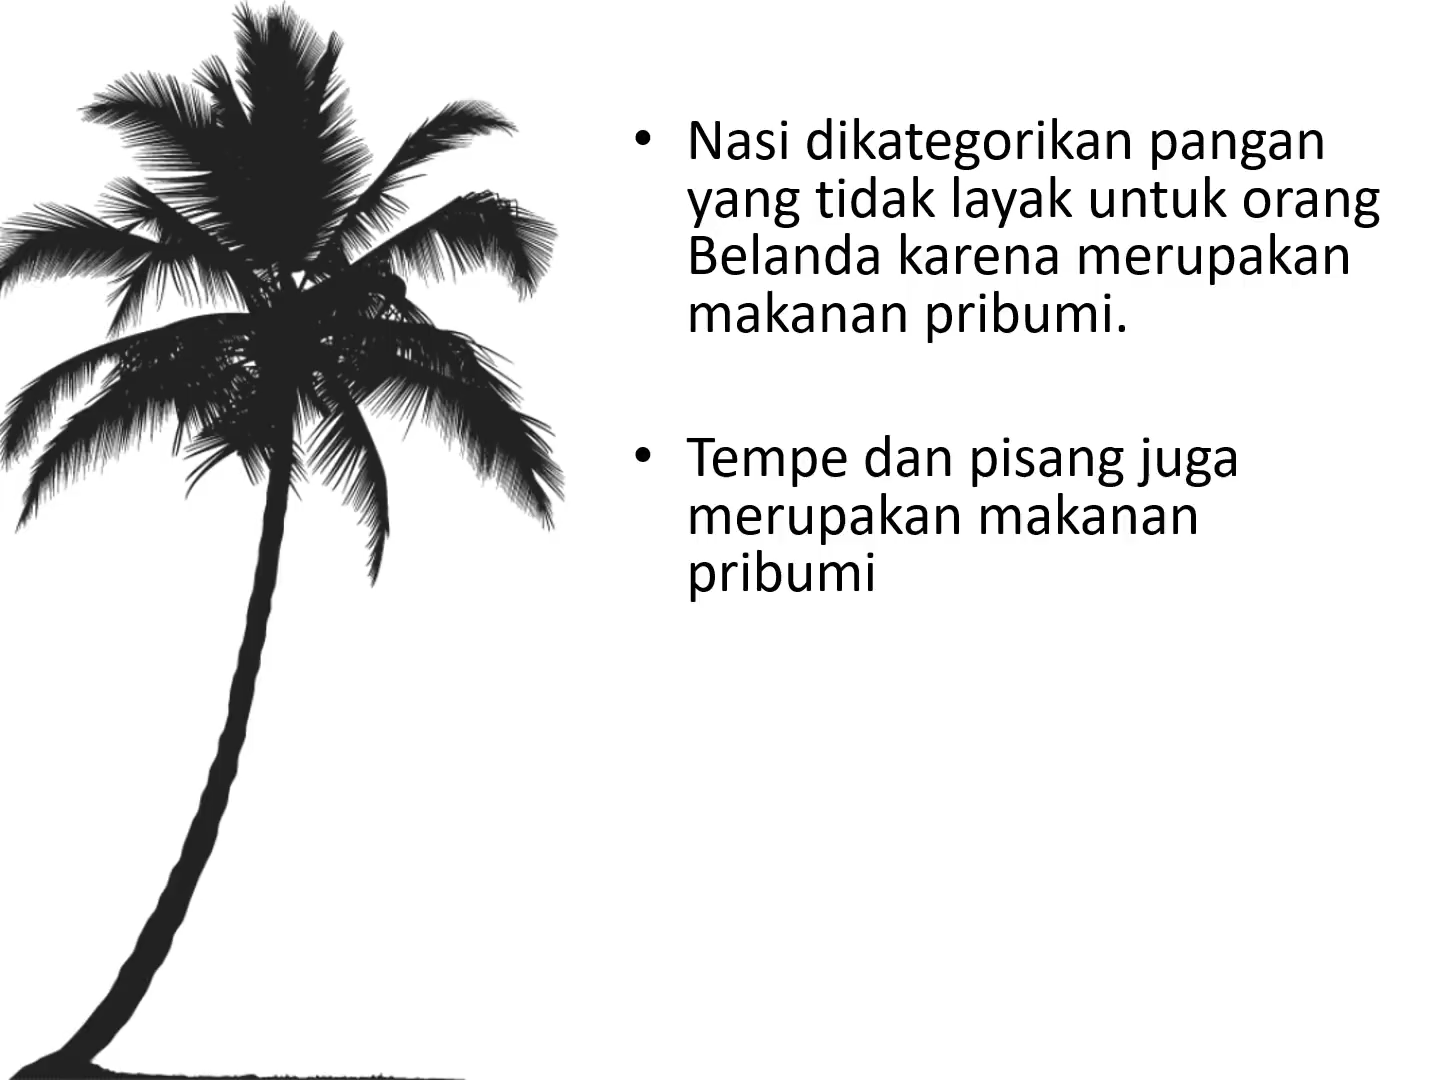 • Nasi dikategorikan pangan
yang tidak layak untuk orang
Belanda karena merupakan
makanan pribumi.
• Tempe dan pisang juga
merupakan makanan
pribumi